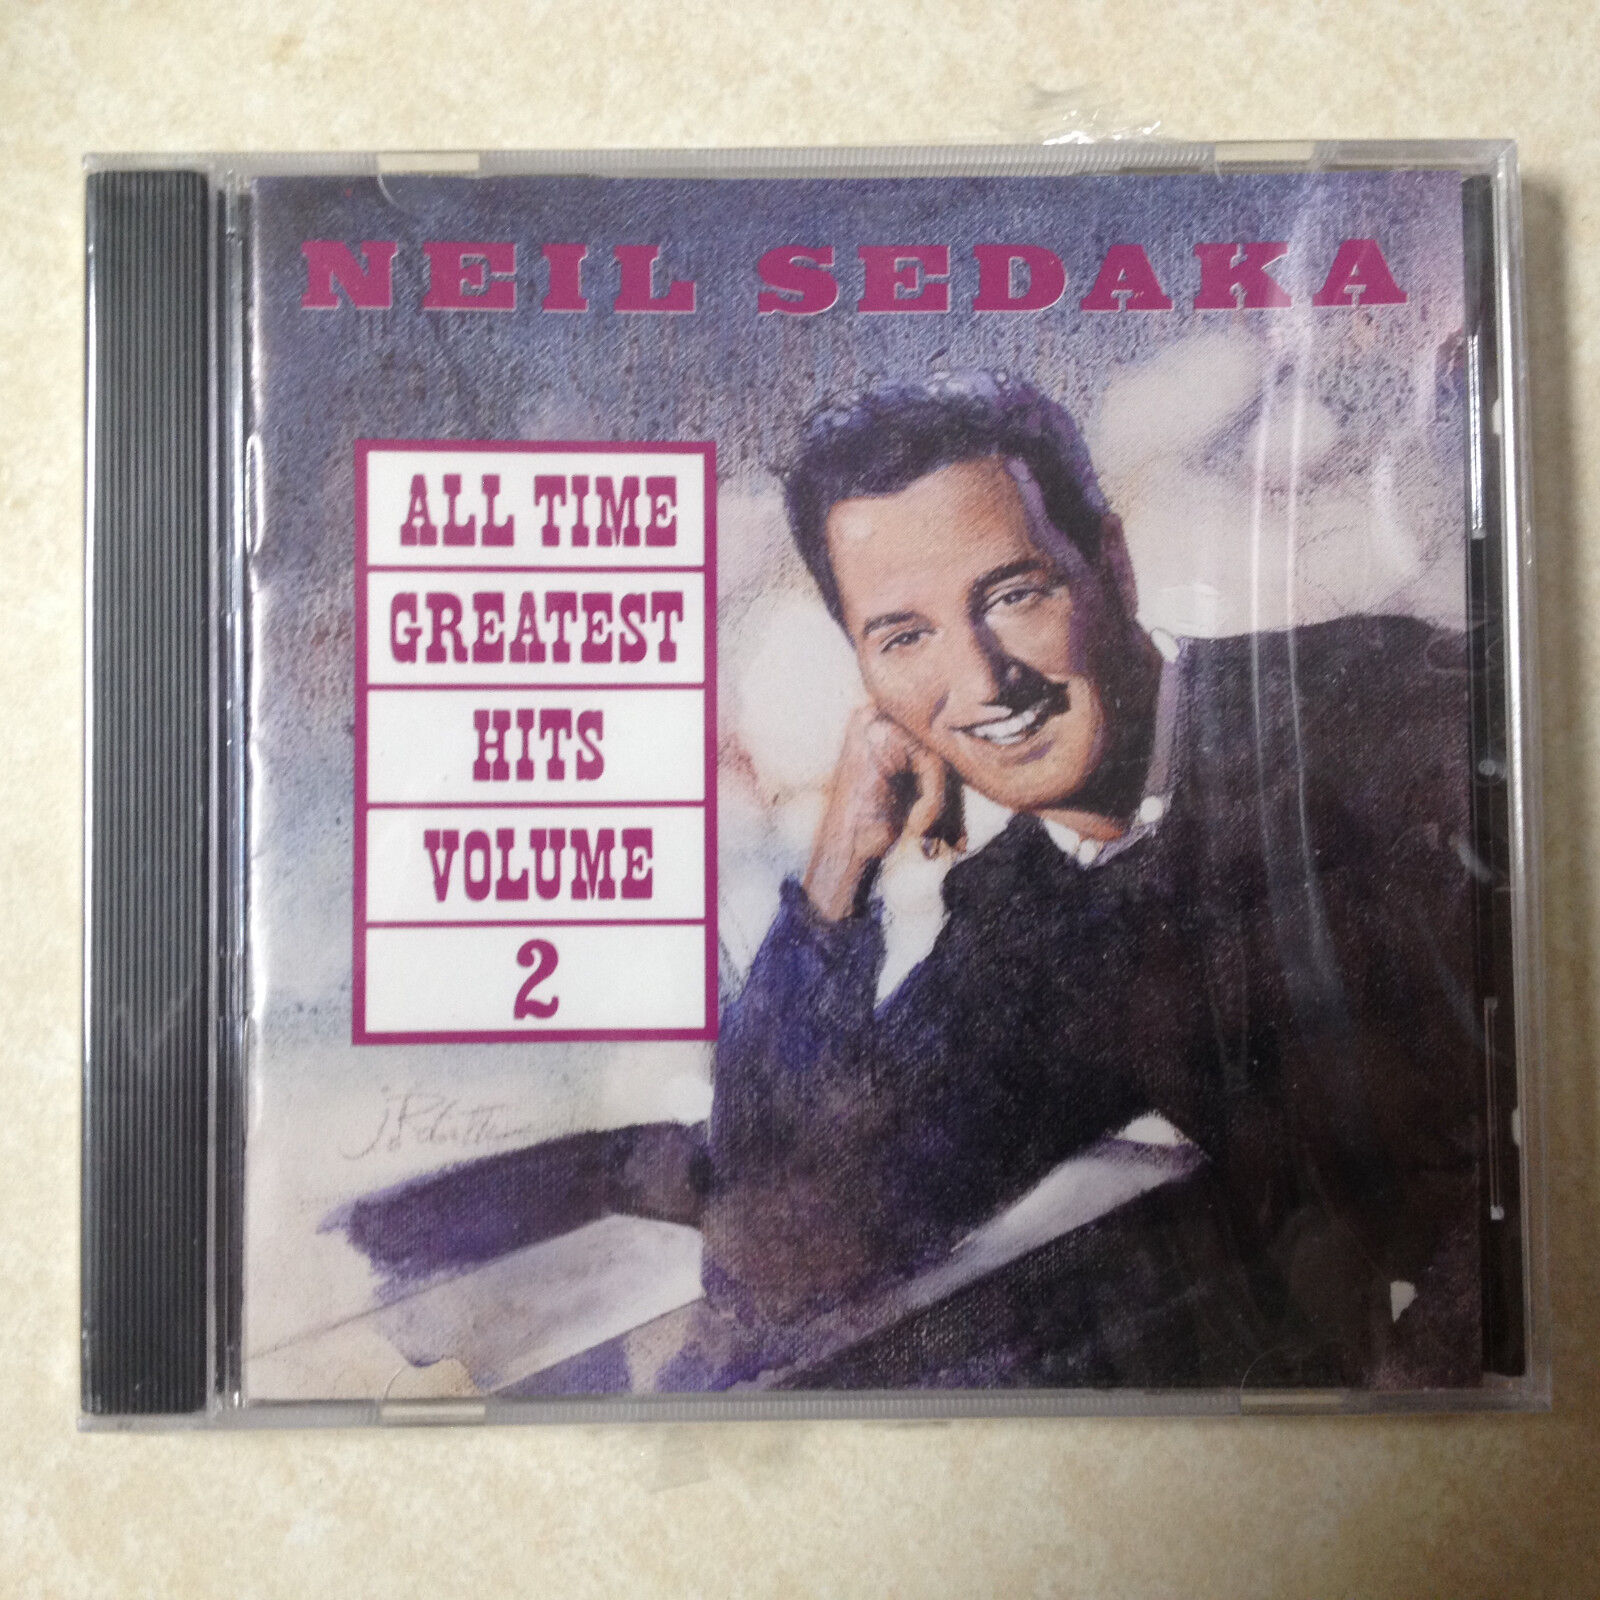 NEIL SEDAKA
ALL TIME
GREATEST
HITS
VOLUME
2